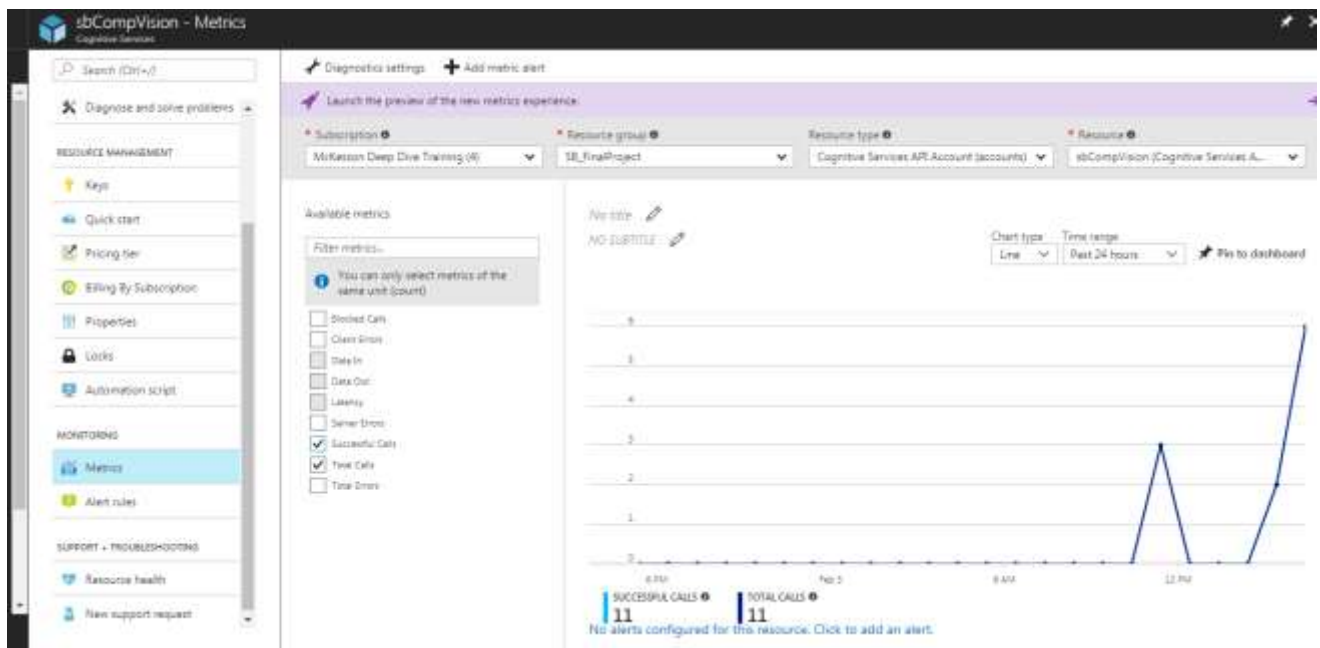 sbCompVision - Metrics
Cognitive Services
Search (Ctrl+/)
Diagnose and solve problems
RESOURCE MANAGEMENT
Keys
Quick start
Pricing tier
Billing By Subscription
Properties
Locks
Automation script
MONITORING
Metrics
Alert rules
SUPPORT + TROUBLESHOOTING
Resource health
New support request
Diagnostics settings
Add metric alert
Launch the preview of the new metrics experience.
* Subscription
McKesson Deep Dive Training (4)
* Resource group
SB_FinalProject
Resource type
Cognitive Services API Account (accounts)
* Resource
sbCompVision (Cognitive Services A...
Available metrics
Filter metrics...
You can only select metrics of the
same unit (count)
Blocked Calls
Client Errors
Data In
Data Out
Latency
Server Errors
Successful Calls
Total Calls
Total Errors
No title
NO SUBTITLE
Chart type
Line
Time range
Past 24 hours
Pin to dashboard
6
5
4
3
2
1
0
6 PM
Feb 5
6 AM
12 PM
SUCCESSFUL CALLS
11
TOTAL CALLS
11
No alerts configured for this resource. Click to add an alert.